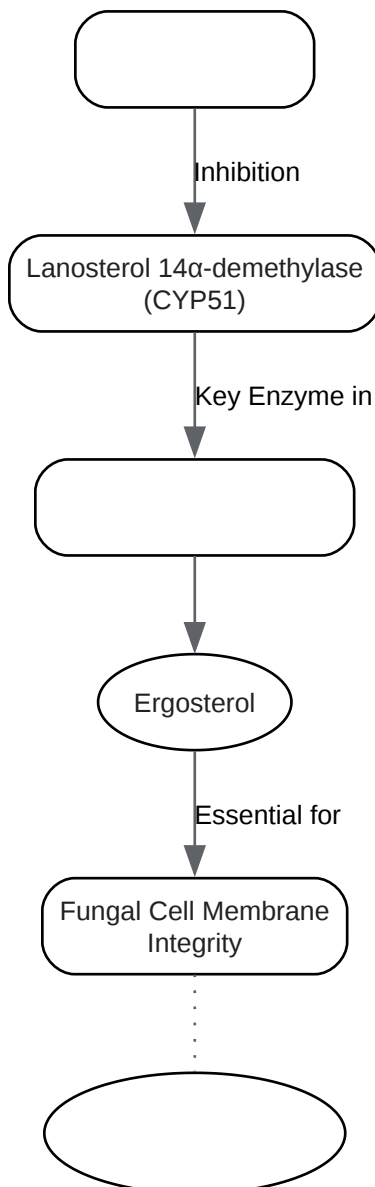 Inhibition
Lanosterol 14α-demethylase
(CYP51)
Key Enzyme in
Ergosterol
Essential for
Fungal Cell Membrane
Integrity